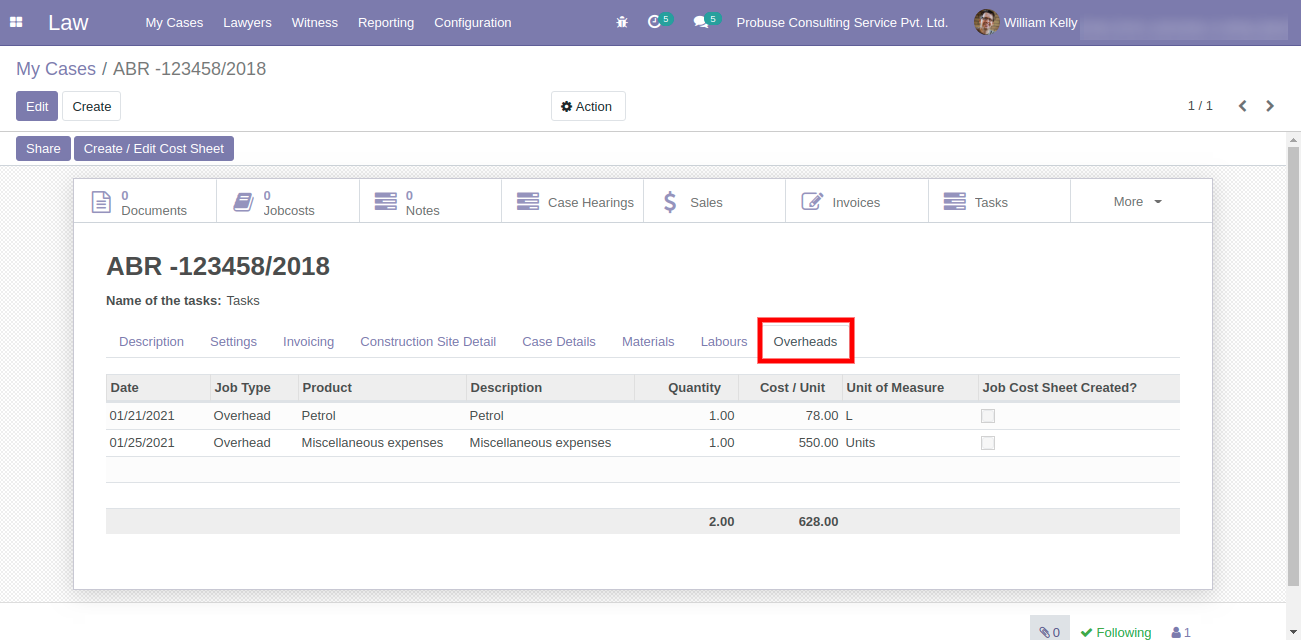 Law My Cases Lawyers Witness Reporting Configuration 5 5 Probuse Consulting Service Pvt. Ltd. William Kelly
My Cases / ABR -123458/2018
Edit Create Action 1 / 1
Share Create / Edit Cost Sheet
0 Documents
0 Jobcosts
0 Notes
Case Hearings
Sales
Invoices
Tasks
More
ABR -123458/2018
Name of the tasks: Tasks
Description Settings Invoicing Construction Site Detail Case Details Materials Labours Overheads
Date Job Type Product Description Quantity Cost / Unit Unit of Measure Job Cost Sheet Created?
01/21/2021 Overhead Petrol Petrol 1.00 78.00 L
01/25/2021 Overhead Miscellaneous expenses Miscellaneous expenses 1.00 550.00 Units
2.00 628.00
0 Following 1